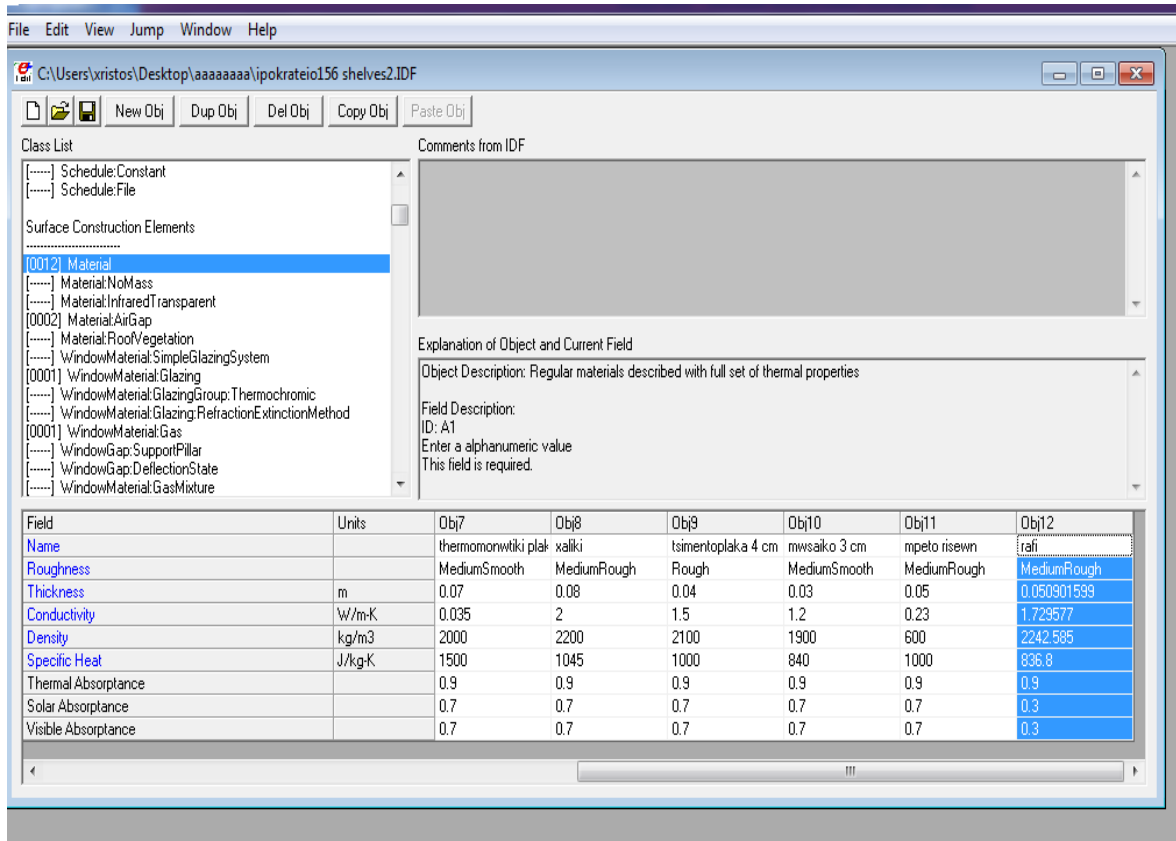 File Edit View Jump Window Help
C:\Users\xristos\Desktop\aaaaaaaa\ipokrateio156 shelves2.IDF
New Obj Dup Obj Del Obj Copy Obj Paste Obj
Class List
[------] Schedule:Constant
[------] Schedule:File
Surface Construction Elements
--------------------------
[0012] Material
[------] Material:NoMass
[------] Material:InfraredTransparent
[0002] Material:AirGap
[------] Material:RoofVegetation
[------] WindowMaterial:SimpleGlazingSystem
[0001] WindowMaterial:Glazing
[------] WindowMaterial:GlazingGroup:Thermochromic
[------] WindowMaterial:Glazing:RefractionExtinctionMethod
[0001] WindowMaterial:Gas
[------] WindowGap:SupportPillar
[------] WindowGap:DeflectionState
[------] WindowMaterial:GasMixture
Comments from IDF
Explanation of Object and Current Field
Object Description: Regular materials described with full set of thermal properties
Field Description:
ID: A1
Enter a alphanumeric value
This field is required.
Field Units Obj7 Obj8 Obj9 Obj10 Obj11 Obj12
Name thermomonwtiki plak xaliki tsimentoplaka 4 cm mwsaiko 3 cm mpeto risewn rafi
Roughness MediumSmooth MediumRough Rough MediumSmooth MediumRough MediumRough
Thickness m 0.07 0.08 0.04 0.03 0.05 0.050901599
Conductivity W/m-K 0.035 2 1.5 1.2 0.23 1.729577
Density kg/m3 2000 2200 2100 1900 600 2242.585
Specific Heat J/kg-K 1500 1045 1000 840 1000 836.8
Thermal Absorptance 0.9 0.9 0.9 0.9 0.9 0.9
Solar Absorptance 0.7 0.7 0.7 0.7 0.7 0.3
Visible Absorptance 0.7 0.7 0.7 0.7 0.7 0.3